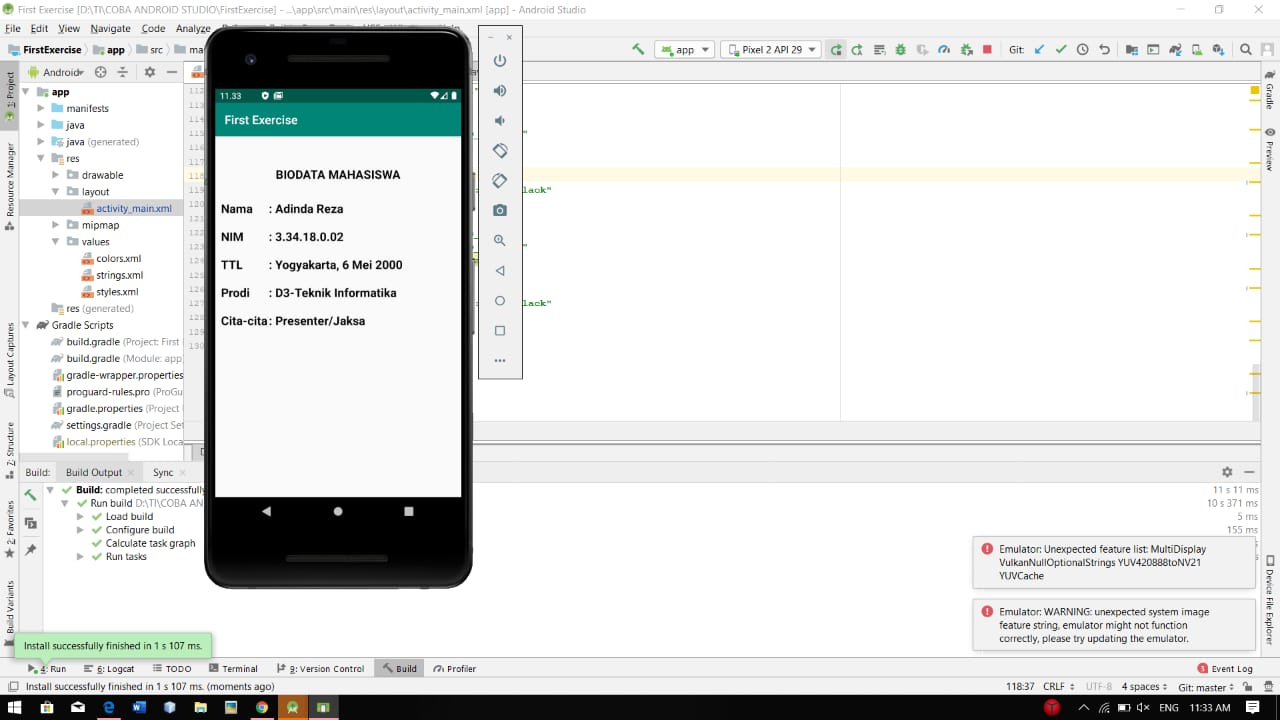 First Exercise [D:\TI\COBA ANDROID STUDIO\FirstExercise] - ...\app\src\main\res\layout\activity_main.xml [app] - Android Studio
File Edit View Navigate Code Analyze
FirstExercise app src ma
app Pixel 2 API 29 Git:
Android
1: Project
Resource Manager
Layout Captures
Z: Structure
2: Favorites
Build Variants
app
manifests
java
java (generated)
res
drawable
layout
activity_main.xml
mipmap
values
colors.xml
strings.xml
styles.xml
res (generated)
Gradle Scripts
build.gradle (Project: First
build.gradle (Module: app)
gradle-wrapper.properties
proguard-rules.pro (ProGu
gradle.properties (Project
settings.gradle (Project Set
local.properties (SDK Loca
11.33
First Exercise
BIODATA MAHASISWA
Nama : Adinda Reza
NIM : 3.34.18.0.02
TTL : Yogyakarta, 6 Mei 2000
Prodi : D3-Teknik Informatika
Cita-cita : Presenter/Jaksa
lack"
lack"
Gradle
Preview
Device File Explorer
Build: Build Output Sync
Build: completed successfully
11 s 11 ms
Run build D:\TI\COBA AN
10 s 371 ms
Load build
5 ms
Configure build
155 ms
Calculate task graph
Run tasks
Emulator: Unexpected feature list: MultiDisplay
VulkanNullOptionalStrings YUV420888toNV21
YUVCache
Emulator: WARNING: unexpected system image
feature string, emulator might not function
correctly, please try updating the emulator.
Install successfully finished in 1 s 107 ms.
4: Run 6: Logcat TODO Terminal 9: Version Control Build Profiler 1 Event Log
Install successfully finished in 1 s 107 ms. (moments ago) 118:37 CRLF UTF-8 4 spaces Git: master
ENG 11:33 AM